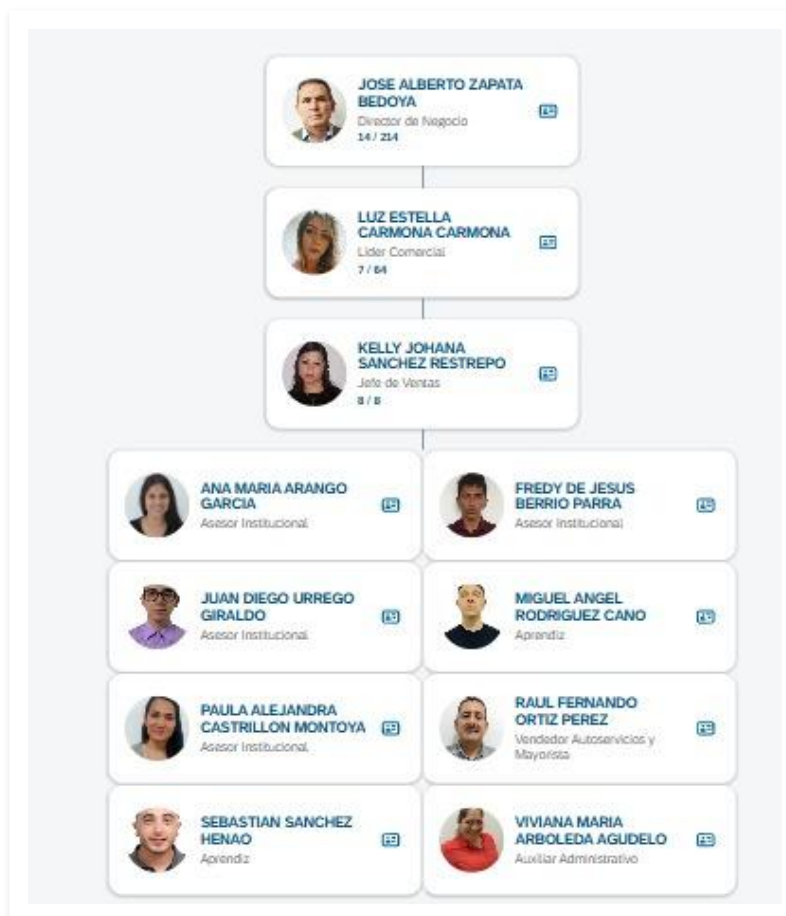 JOSE ALBERTO ZAPATA
BEDOYA
Director de Negocio
14 / 214
LUZ ESTELLA
CARMONA CARMONA
Lider Comercial
7 / 64
KELLY JOHANA
SANCHEZ RESTREPO
Jefe de Ventas
8 / 8
ANA MARIA ARANGO
GARCIA
Asesor Institucional
FREDY DE JESUS
BERRIO PARRA
Asesor Institucional
JUAN DIEGO URREGO
GIRALDO
Asesor Institucional
MIGUEL ANGEL
RODRIGUEZ CANO
Aprendiz
PAULA ALEJANDRA
CASTRILLON MONTOYA
Asesor Institucional
RAUL FERNANDO
ORTIZ PEREZ
Vendedor Autoservicios y
Mayorista
SEBASTIAN SANCHEZ
HENAO
Aprendiz
VIVIANA MARIA
ARBOLEDA AGUDELO
Auxiliar Administrativo